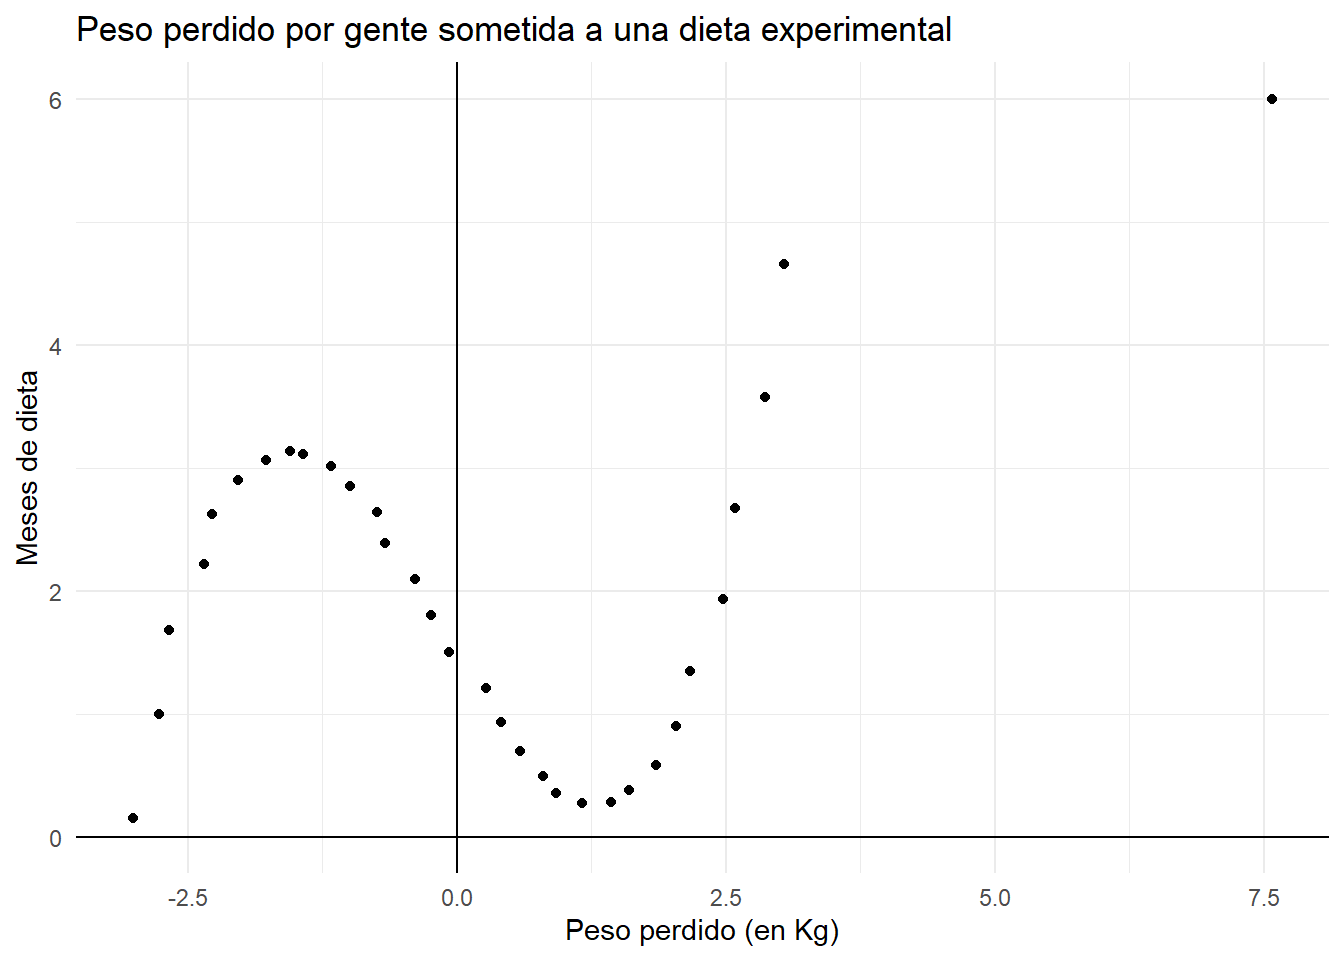 Peso perdido por gente sometida a una dieta experimental
6
4
2
0
Meses de dieta
-2.5 0.0 2.5 5.0 7.5
Peso perdido (en Kg)